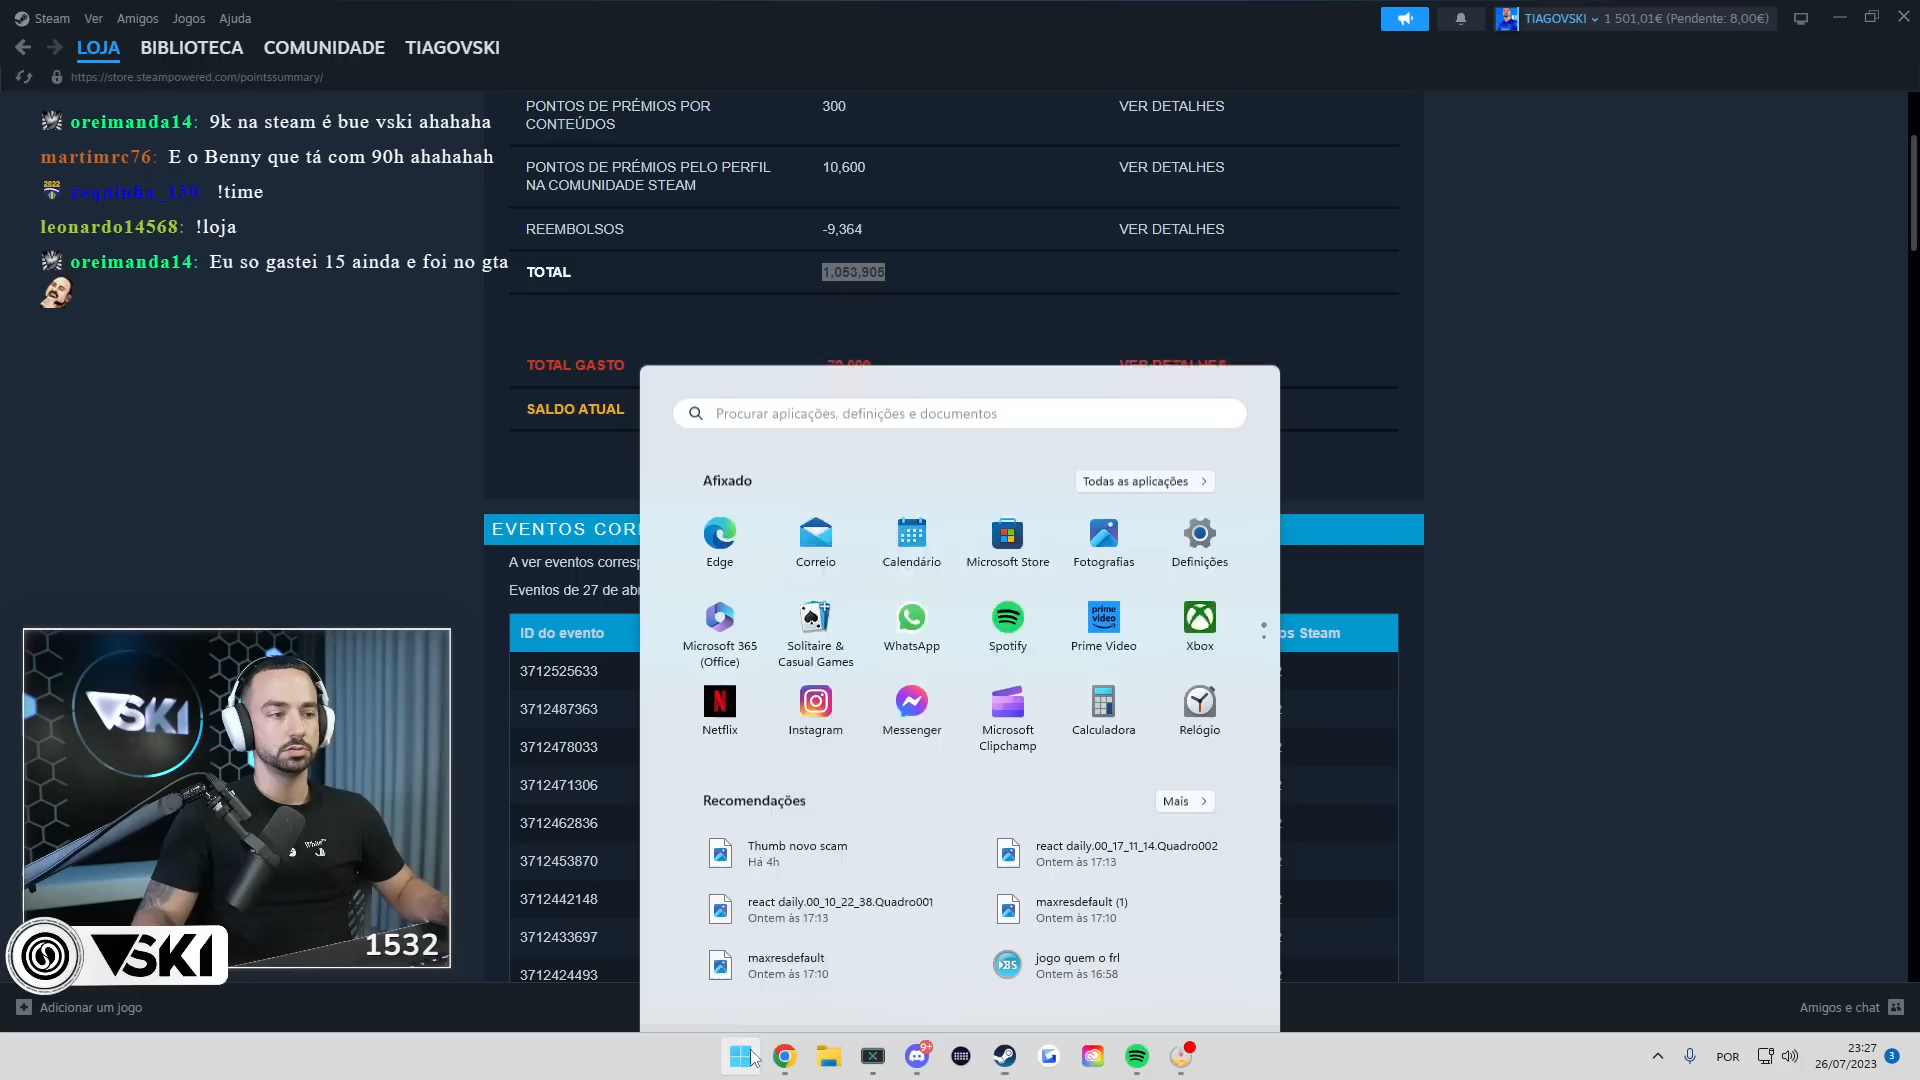 Steam Ver Amigos Jogos Ajuda
TIAGOVSKI 1 501,01€ (Pendente: 8,00€)
LOJA BIBLIOTECA COMUNIDADE TIAGOVSKI
https://store.steampowered.com/pointssummary/
PONTOS DE PRÉMIOS POR CONTEÚDOS 300 VER DETALHES
PONTOS DE PRÉMIOS PELO PERFIL NA COMUNIDADE STEAM 10,600 VER DETALHES
REEMBOLSOS -9,364 VER DETALHES
TOTAL 1,053,905
TOTAL GASTO VER DETALHES
SALDO ATUAL
oreimanda14: 9k na steam é bue vski ahahaha
martimrc76: E o Benny que tá com 90h ahahahah
zequinha_130 !time
leonardo14568: !loja
oreimanda14: Eu so gastei 15 ainda e foi no gta
EVENTOS COR
A ver eventos corresp
Eventos de 27 de ab
ID do evento
os Steam
3712525633
3712487363
3712478033
3712471306
3712462836
3712453870
3712442148
3712433697
3712424493
Procurar aplicações, definições e documentos
Afixado
Todas as aplicações
Edge
Correio
Calendário
Microsoft Store
Fotografias
Definições
Microsoft 365 (Office)
Solitaire & Casual Games
WhatsApp
Spotify
prime video
Prime Video
Xbox
Netflix
Instagram
Messenger
Microsoft Clipchamp
Calculadora
Relógio
Recomendações
Mais
Thumb novo scam
Há 4h
react daily.00_17_11_14.Quadro002
Ontem às 17:13
react daily.00_10_22_38.Quadro001
Ontem às 17:13
maxresdefault (1)
Ontem às 17:10
maxresdefault
Ontem às 17:10
jogo quem o frl
Ontem às 16:58
VSKI
White
1532
VSKI
Adicionar um jogo
Amigos e chat
9+
POR
23:27
26/07/2023
3